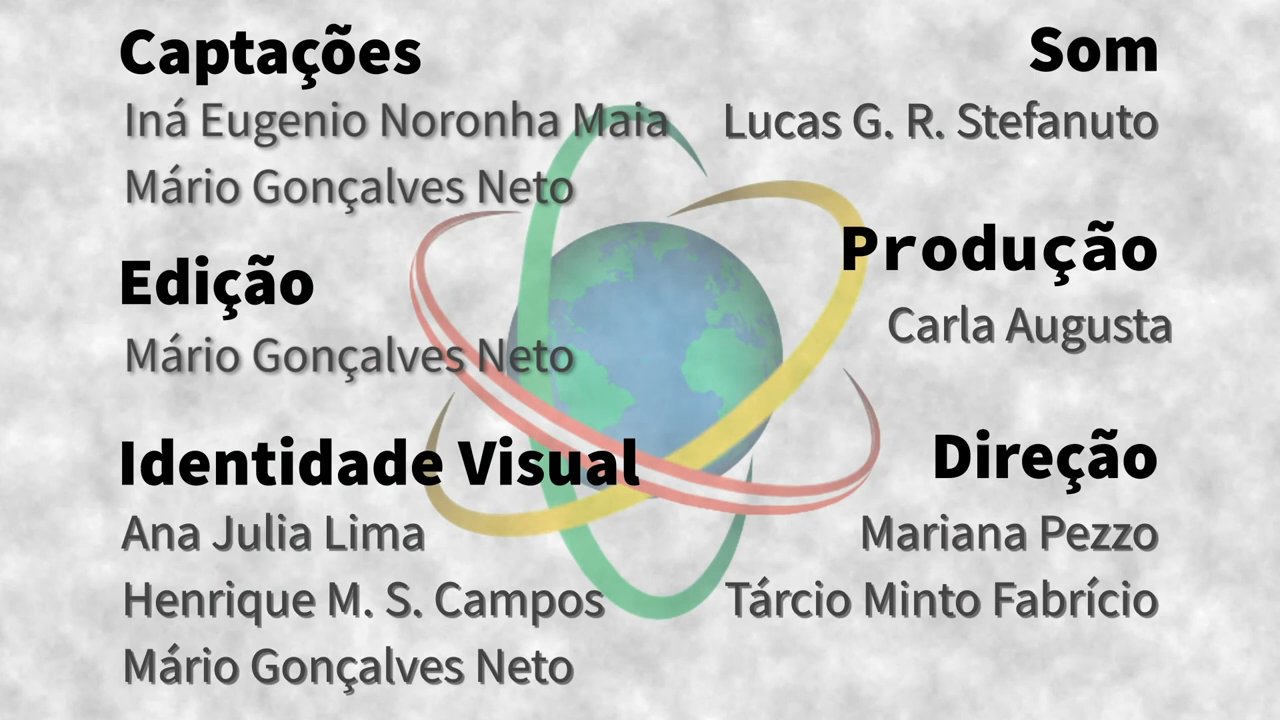 Captações
Iná Eugenio Noronha Maia
Mário Gonçalves Neto
Edição
Mário Gonçalves Neto
Identidade Visual
Ana Julia Lima
Henrique M. S. Campos
Mário Gonçalves Neto
Som
Lucas G. R. Stefanuto
Produção
Carla Augusta
Direção
Mariana Pezzo
Tárcio Minto Fabrício